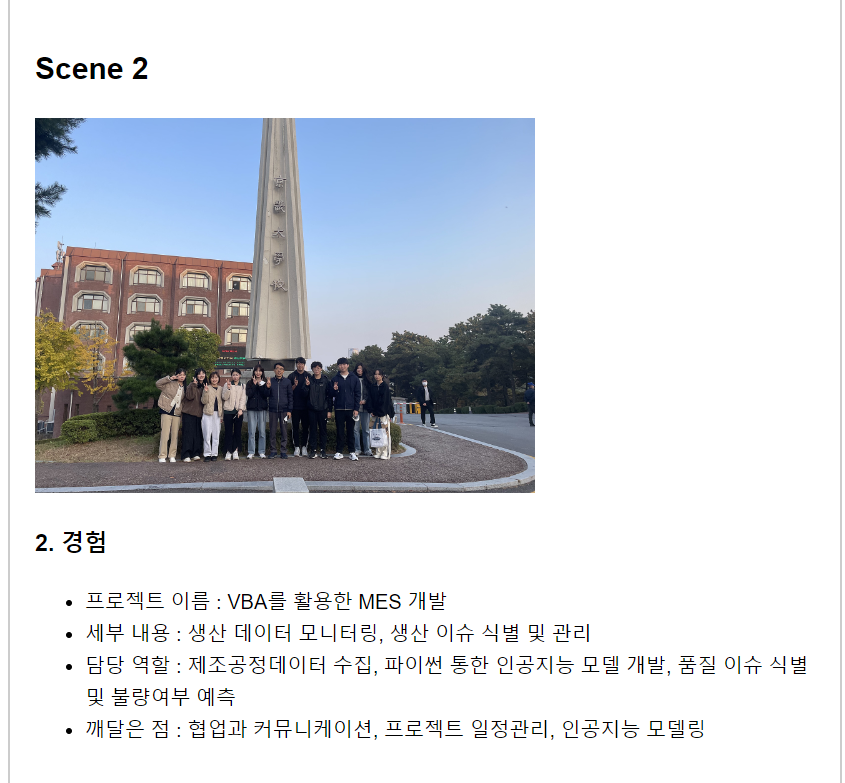 Scene 2
2. 경험
프로젝트 이름 : VBA를 활용한 MES 개발
세부 내용 : 생산 데이터 모니터링, 생산 이슈 식별 및 관리
담당 역할 : 제조공정데이터 수집, 파이썬 통한 인공지능 모델 개발, 품질 이슈 식별
및 불량여부 예측
깨달은 점 : 협업과 커뮤니케이션, 프로젝트 일정관리, 인공지능 모델링